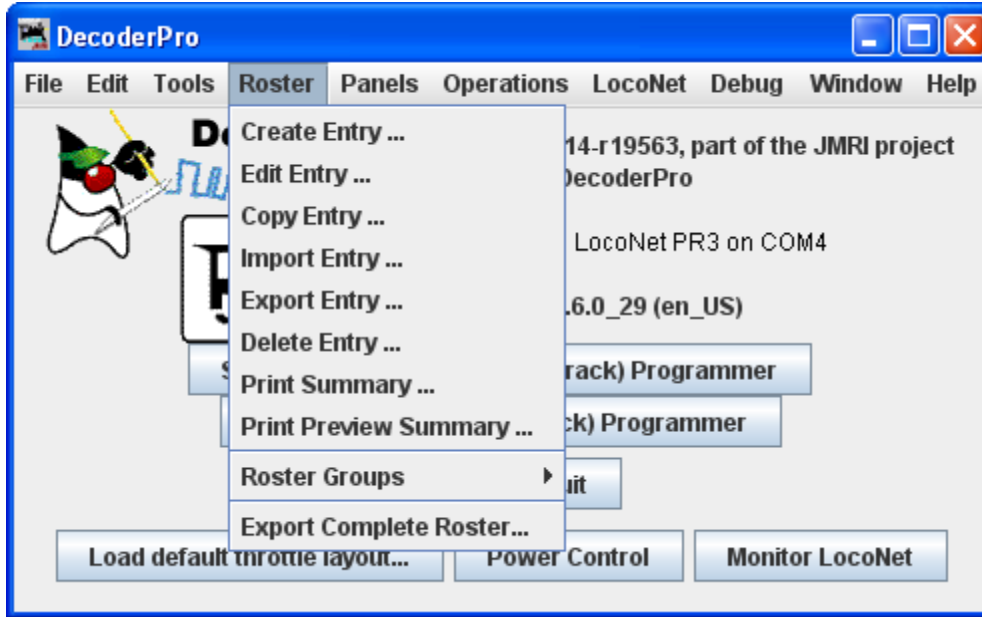 DecoderPro
File Edit Tools Roster Panels Operations LocoNet Debug Window Help
Create Entry ...
Edit Entry ...
Copy Entry ...
Import Entry ...
Export Entry ...
Delete Entry ...
Print Summary ...
Print Preview Summary ...
Roster Groups
Export Complete Roster...
14-r19563, part of the JMRI project
DecoderPro
LocoNet PR3 on COM4
.6.0_29 (en_US)
Programmer
Programmer
Load default throttle layout...
Power Control
Monitor LocoNet